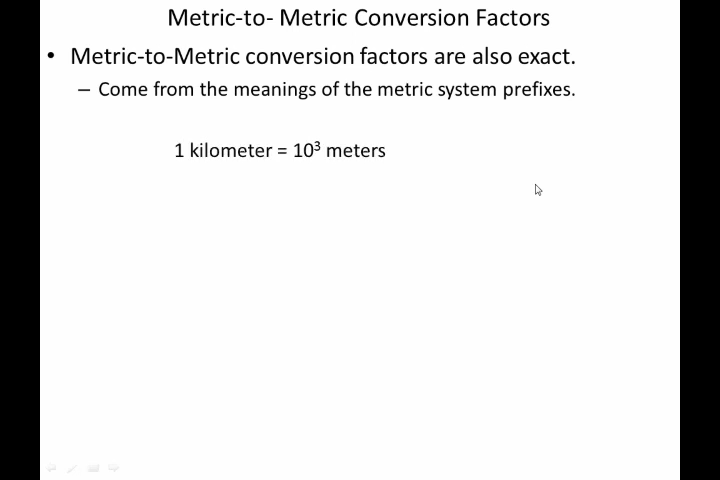 Metric-to- Metric Conversion Factors
• Metric-to-Metric conversion factors are also exact.
– Come from the meanings of the metric system prefixes.
1 kilometer = 10³ meters